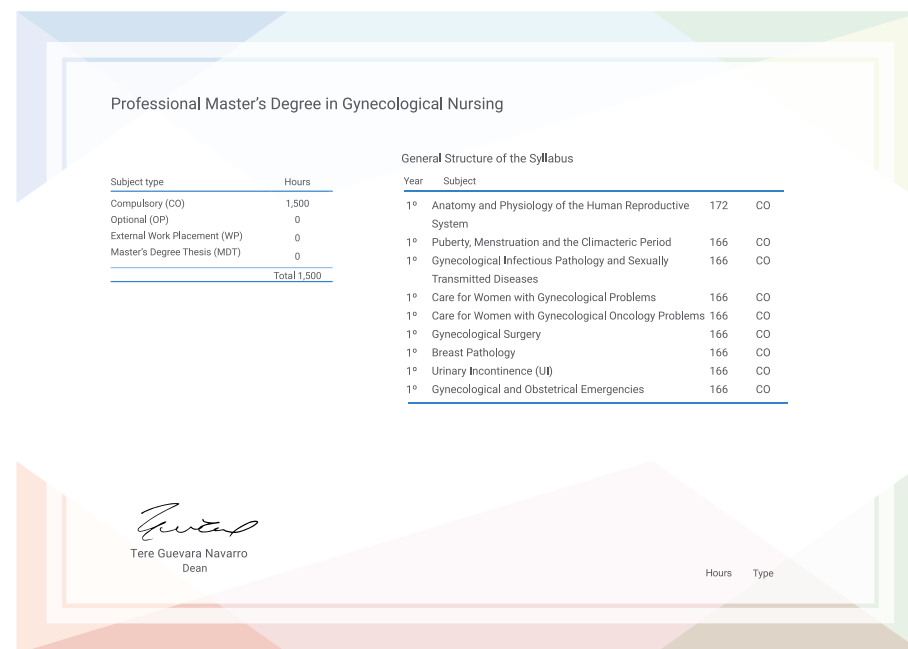 Professional Master's Degree in Gynecological Nursing
General Structure of the Syllabus
Subject type Hours
Compulsory (CO) 1,500
Optional (OP) 0
External Work Placement (WP) 0
Master's Degree Thesis (MDT) 0
Total 1,500
Year Subject
1º Anatomy and Physiology of the Human Reproductive 172 CO
System
1º Puberty, Menstruation and the Climacteric Period 166 CO
1º Gynecological Infectious Pathology and Sexually 166 CO
Transmitted Diseases
1º Care for Women with Gynecological Problems 166 CO
1º Care for Women with Gynecological Oncology Problems 166 CO
1º Gynecological Surgery 166 CO
1º Breast Pathology 166 CO
1º Urinary Incontinence (UI) 166 CO
1º Gynecological and Obstetrical Emergencies 166 CO
Tere Guevara Navarro
Dean
Hours Type